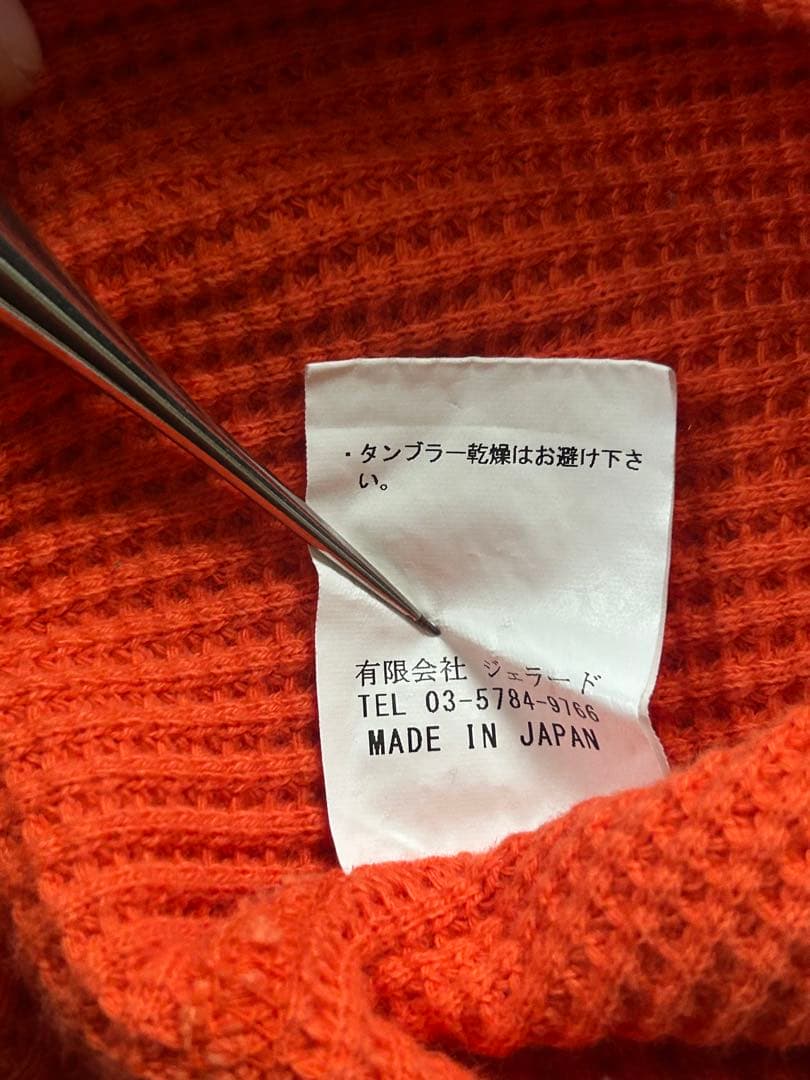 ・タンブラー乾燥はお避け下さ
い。
有限会社 ジェラード
TEL 03-5784-9766
MADE IN JAPAN